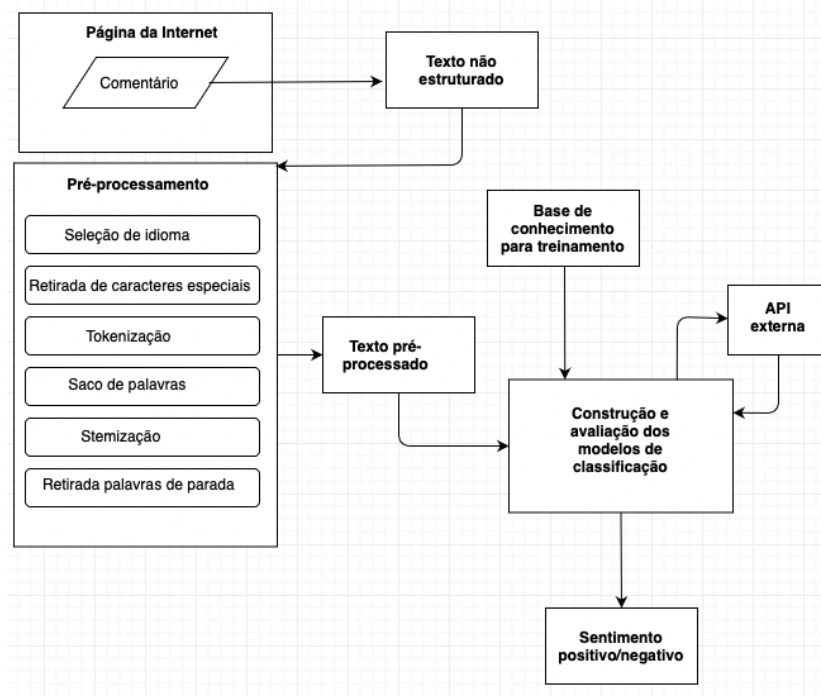 Página da Internet
Comentário
Texto não
estruturado
Pré-processamento
Seleção de idioma
Retirada de caracteres especiais
Tokenização
Saco de palavras
Stemização
Retirada palavras de parada
Texto pré-
processado
Base de
conhecimento
para treinamento
API
externa
Construção e
avaliação dos
modelos de
classificação
Sentimento
positivo/negativo